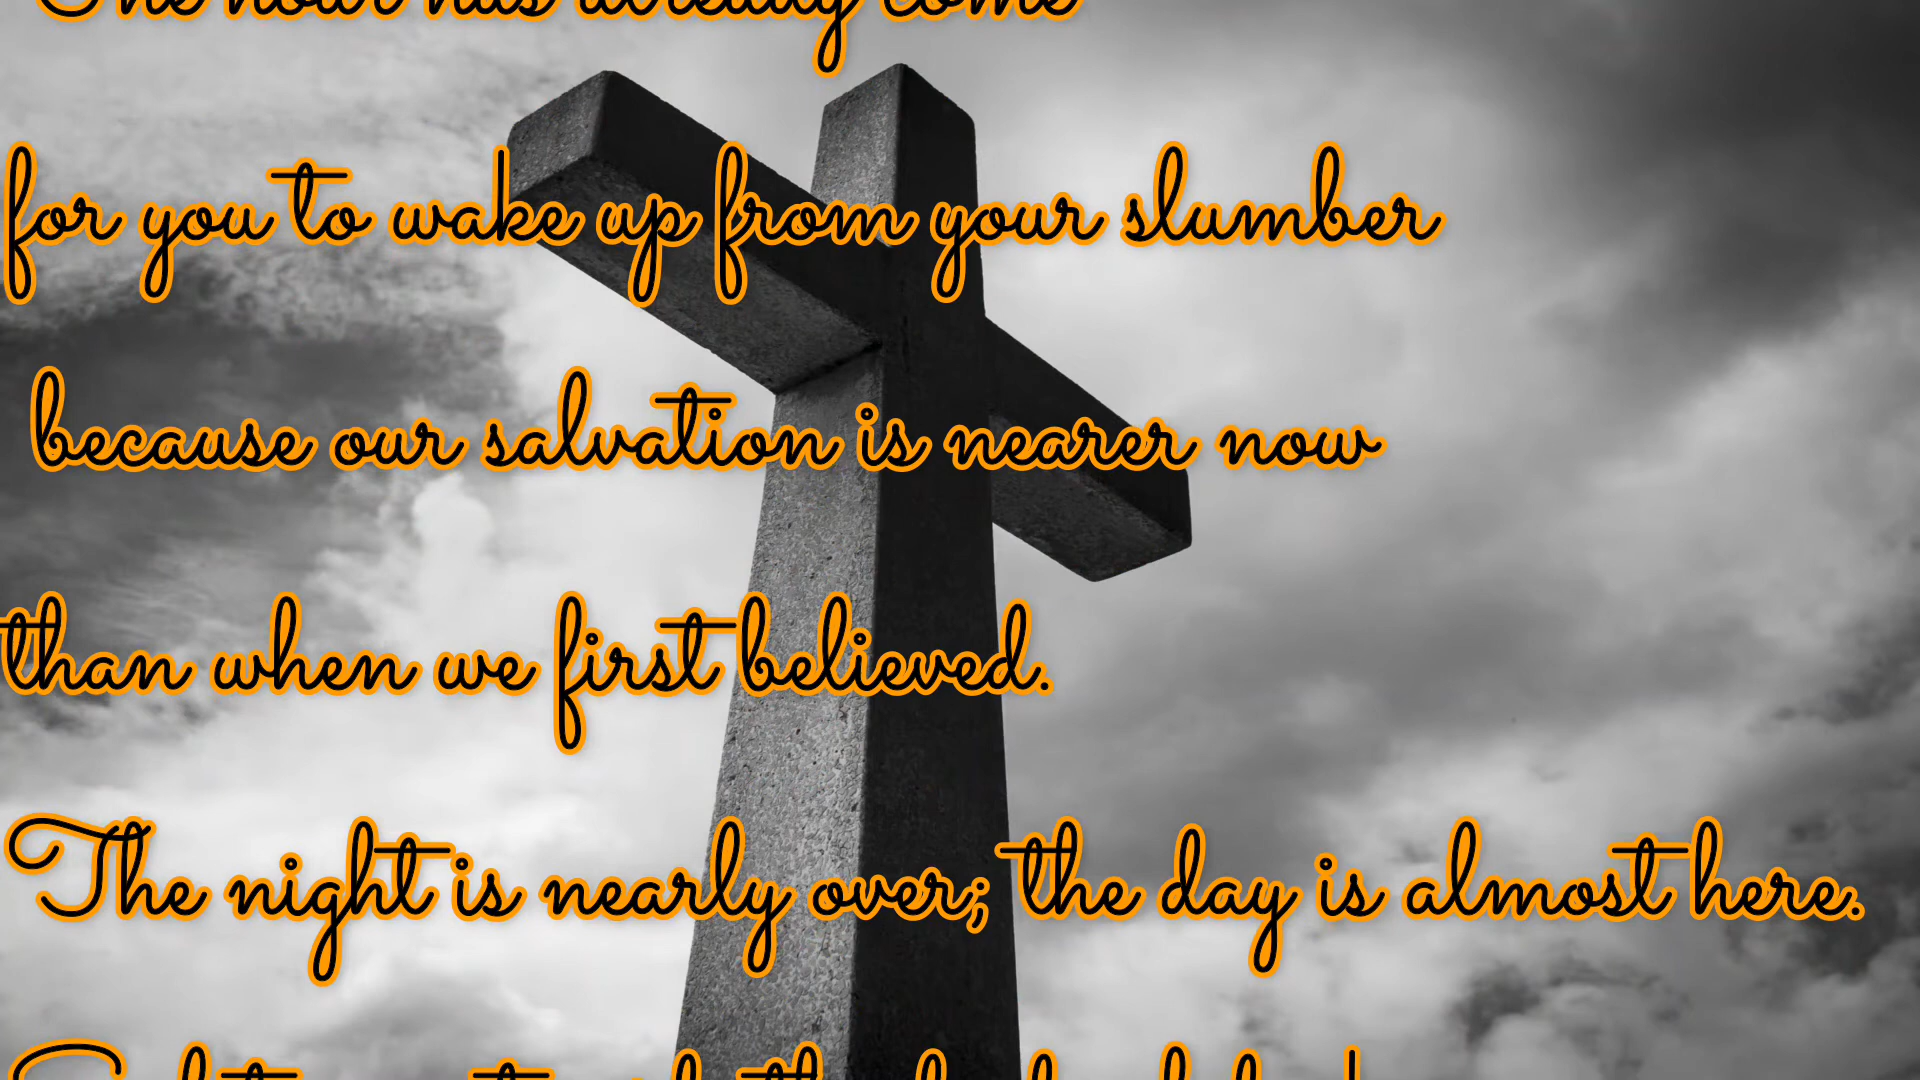 The hour has already come
for you to wake up from your slumber
because our salvation is nearer now
than when we first believed.
The night is nearly over; the day is almost here.